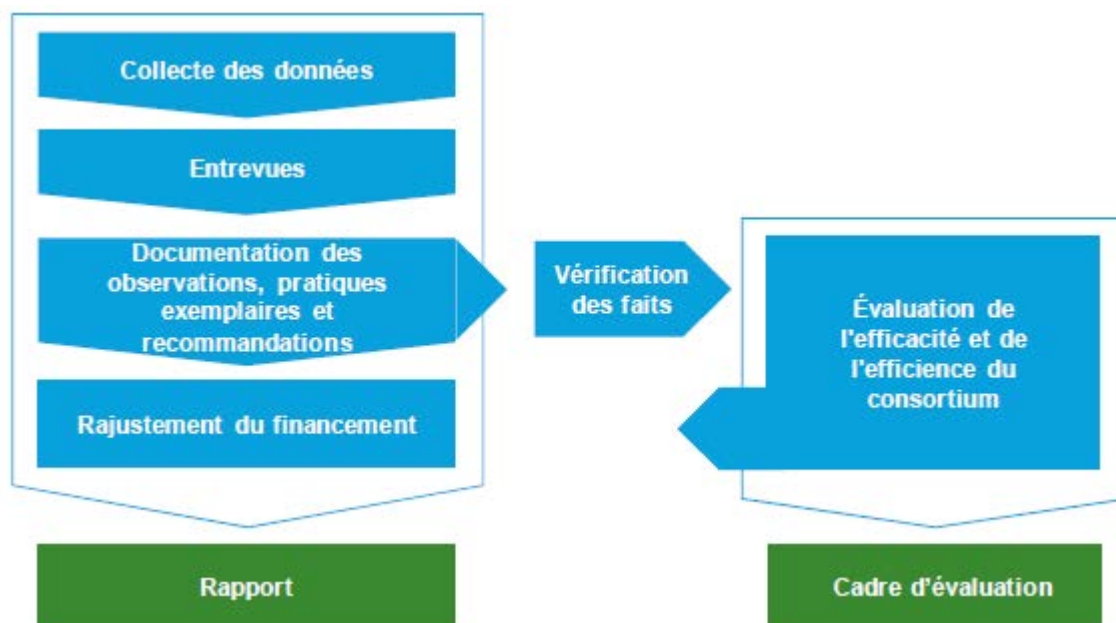 Collecte des données
Entrevues
Documentation des
observations, pratiques
exemplaires et
recommandations
Rajustement du financement
Rapport
Vérification
des faits
Évaluation de
l'efficacité et de
l'efficience du
consortium
Cadre d’évaluation